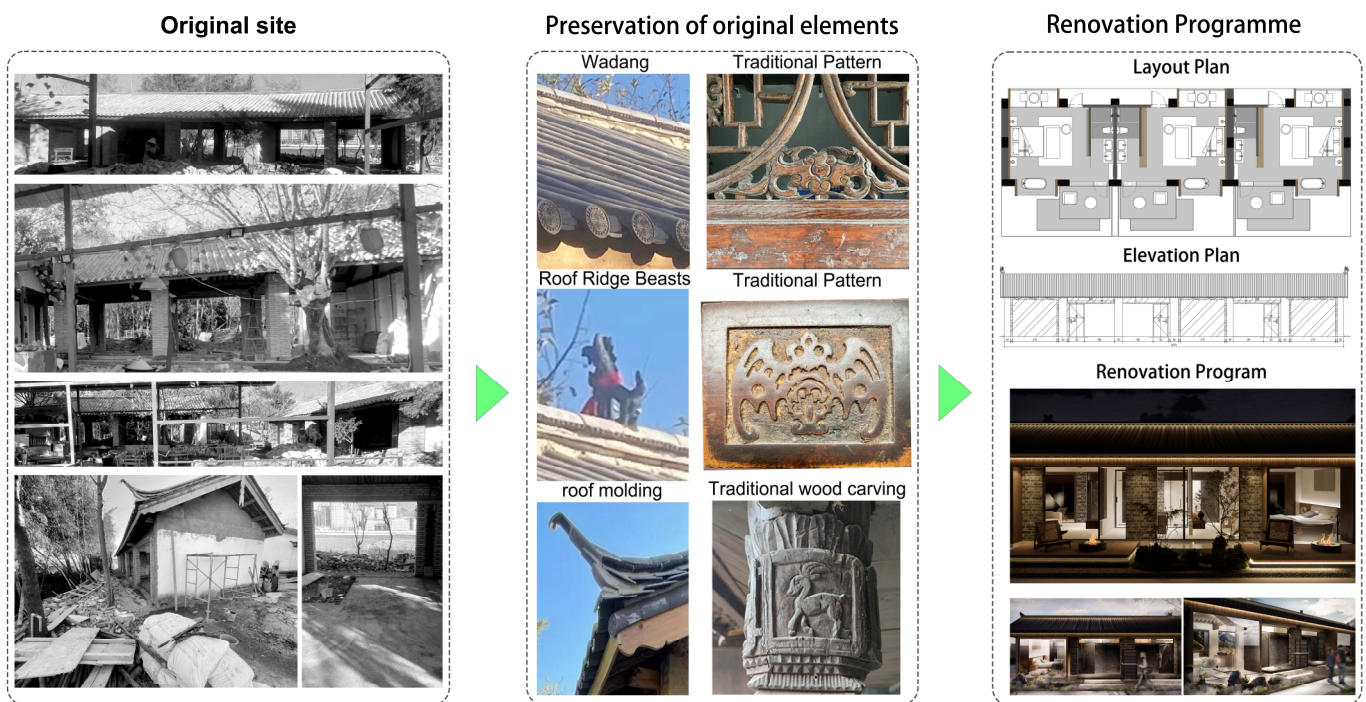 Original site
Preservation of original elements
Renovation Programme
Wadang
Traditional Pattern
Roof Ridge Beasts
Traditional Pattern
roof molding
Traditional wood carving
Layout Plan
Elevation Plan
Renovation Program